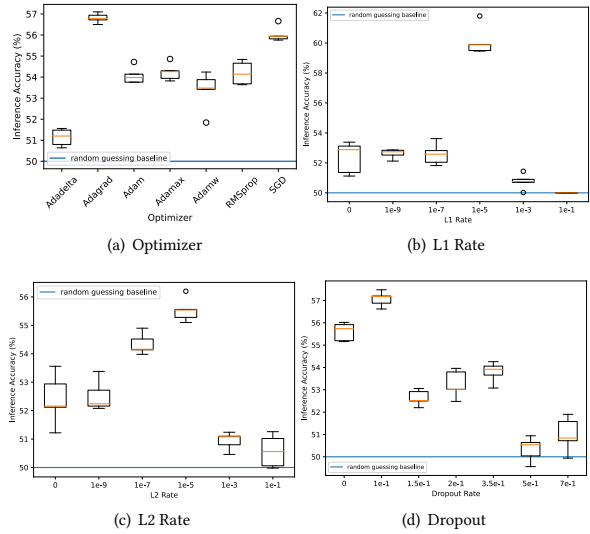 57
56
55
54
53
52
51
50
Inference Accuracy (%)
random guessing baseline
Adadelta
Adagrad
Adam
Adamax
Adamw
RMSprop
SGD
Optimizer
(a) Optimizer
62
60
58
56
54
52
50
Inference Accuracy (%)
random guessing baseline
0 1e-9 1e-7 1e-5 1e-3 1e-1
L1 Rate
(b) L1 Rate
56
55
54
53
52
51
50
Inference Accuracy (%)
random guessing baseline
0 1e-9 1e-7 1e-5 1e-3 1e-1
L2 Rate
(c) L2 Rate
57
56
55
54
53
52
51
50
Inference Accuracy (%)
random guessing baseline
0 1e-1 1.5e-1 2e-1 3.5e-1 5e-1 7e-1
Dropout Rate
(d) Dropout